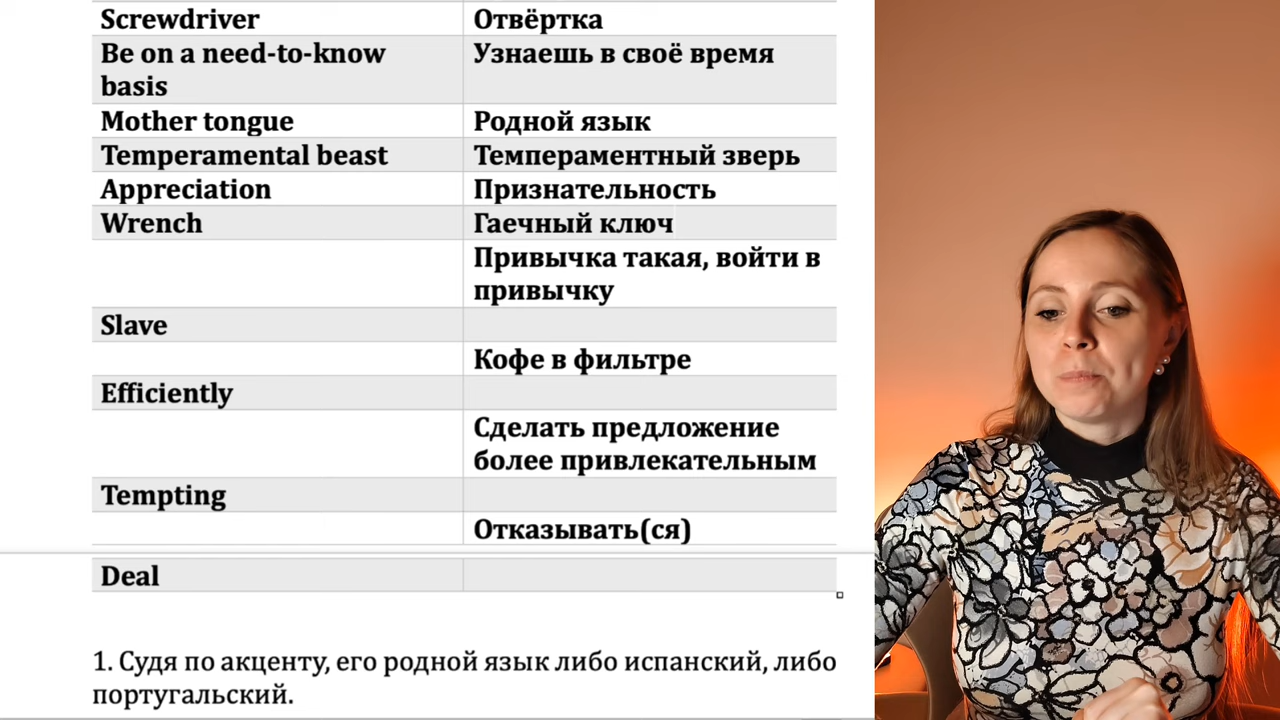 Screwdriver Отвёртка
Be on a need-to-know Узнаешь в своё время
basis
Mother tongue Родной язык
Temperamental beast Темпераментный зверь
Appreciation Признательность
Wrench Гаечный ключ
Привычка такая, войти в
привычку
Slave
Кофе в фильтре
Efficiently
Сделать предложение
более привлекательным
Tempting
Отказывать(ся)
Deal
1. Судя по акценту, его родной язык либо испанский, либо
португальский.